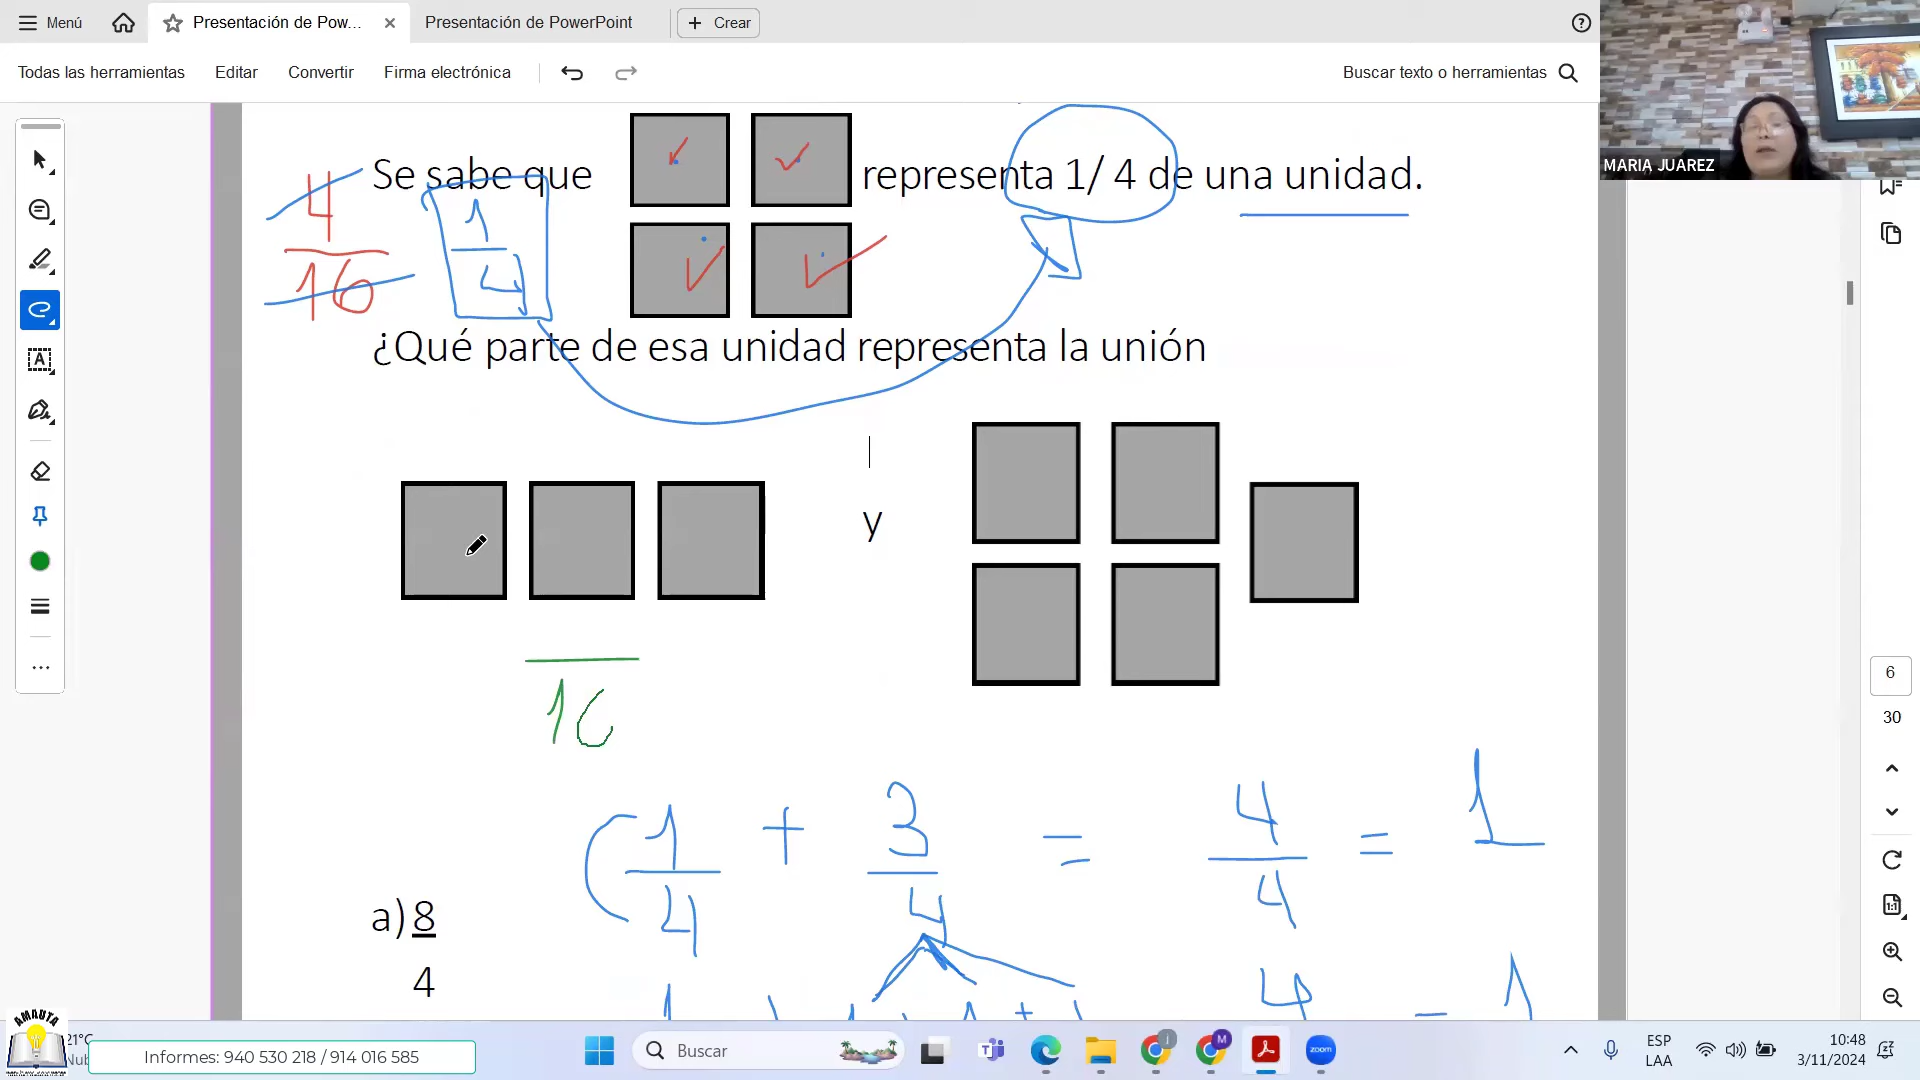 Menú
Presentación de Pow...
Presentación de PowerPoint
Crear
Todas las herramientas
Editar
Convertir
Firma electrónica
Buscar texto o herramientas
MARIA JUAREZ
Se sabe que representa 1/ 4 de una unidad.
4
16
1
4
¿Qué parte de esa unidad representa la unión
y
16
1 + 3 = 4 = 1
4 4 4
a) 8
4
6
30
AMAUTA
21°C
Informes: 940 530 218 / 914 016 585
Buscar
ESP
LAA
10:48
3/11/2024